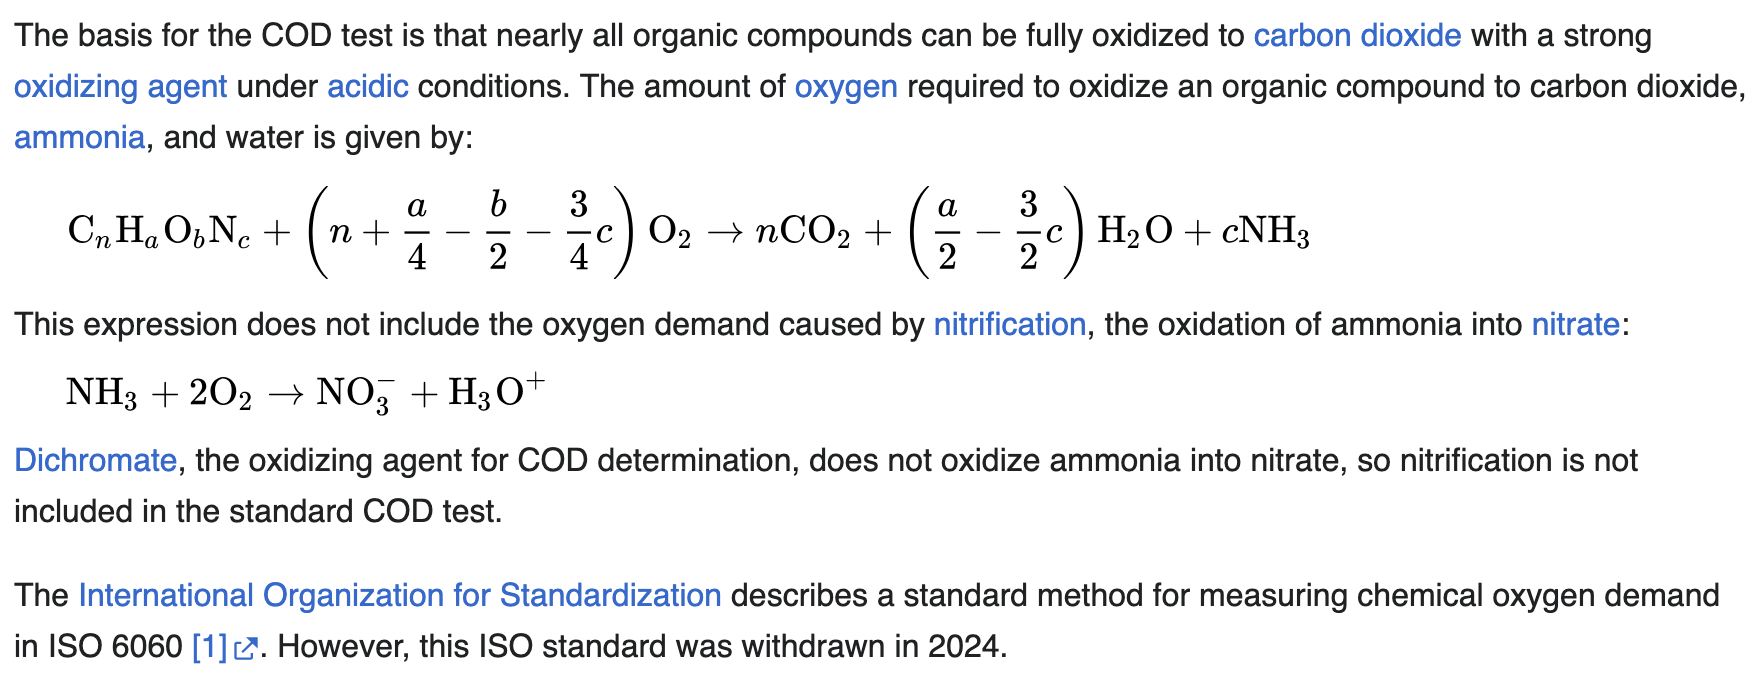 The basis for the COD test is that nearly all organic compounds can be fully oxidized to carbon dioxide with a strong
oxidizing agent under acidic conditions. The amount of oxygen required to oxidize an organic compound to carbon dioxide,
ammonia, and water is given by:
CₙHₐO_bN_c + (n + a/4 − b/2 − 3/4 c) O₂ → nCO₂ + (a/2 − 3/2 c) H₂O + cNH₃
This expression does not include the oxygen demand caused by nitrification, the oxidation of ammonia into nitrate:
NH₃ + 2O₂ → NO₃⁻ + H₃O⁺
Dichromate, the oxidizing agent for COD determination, does not oxidize ammonia into nitrate, so nitrification is not
included in the standard COD test.
The International Organization for Standardization describes a standard method for measuring chemical oxygen demand
in ISO 6060 [1]. However, this ISO standard was withdrawn in 2024.